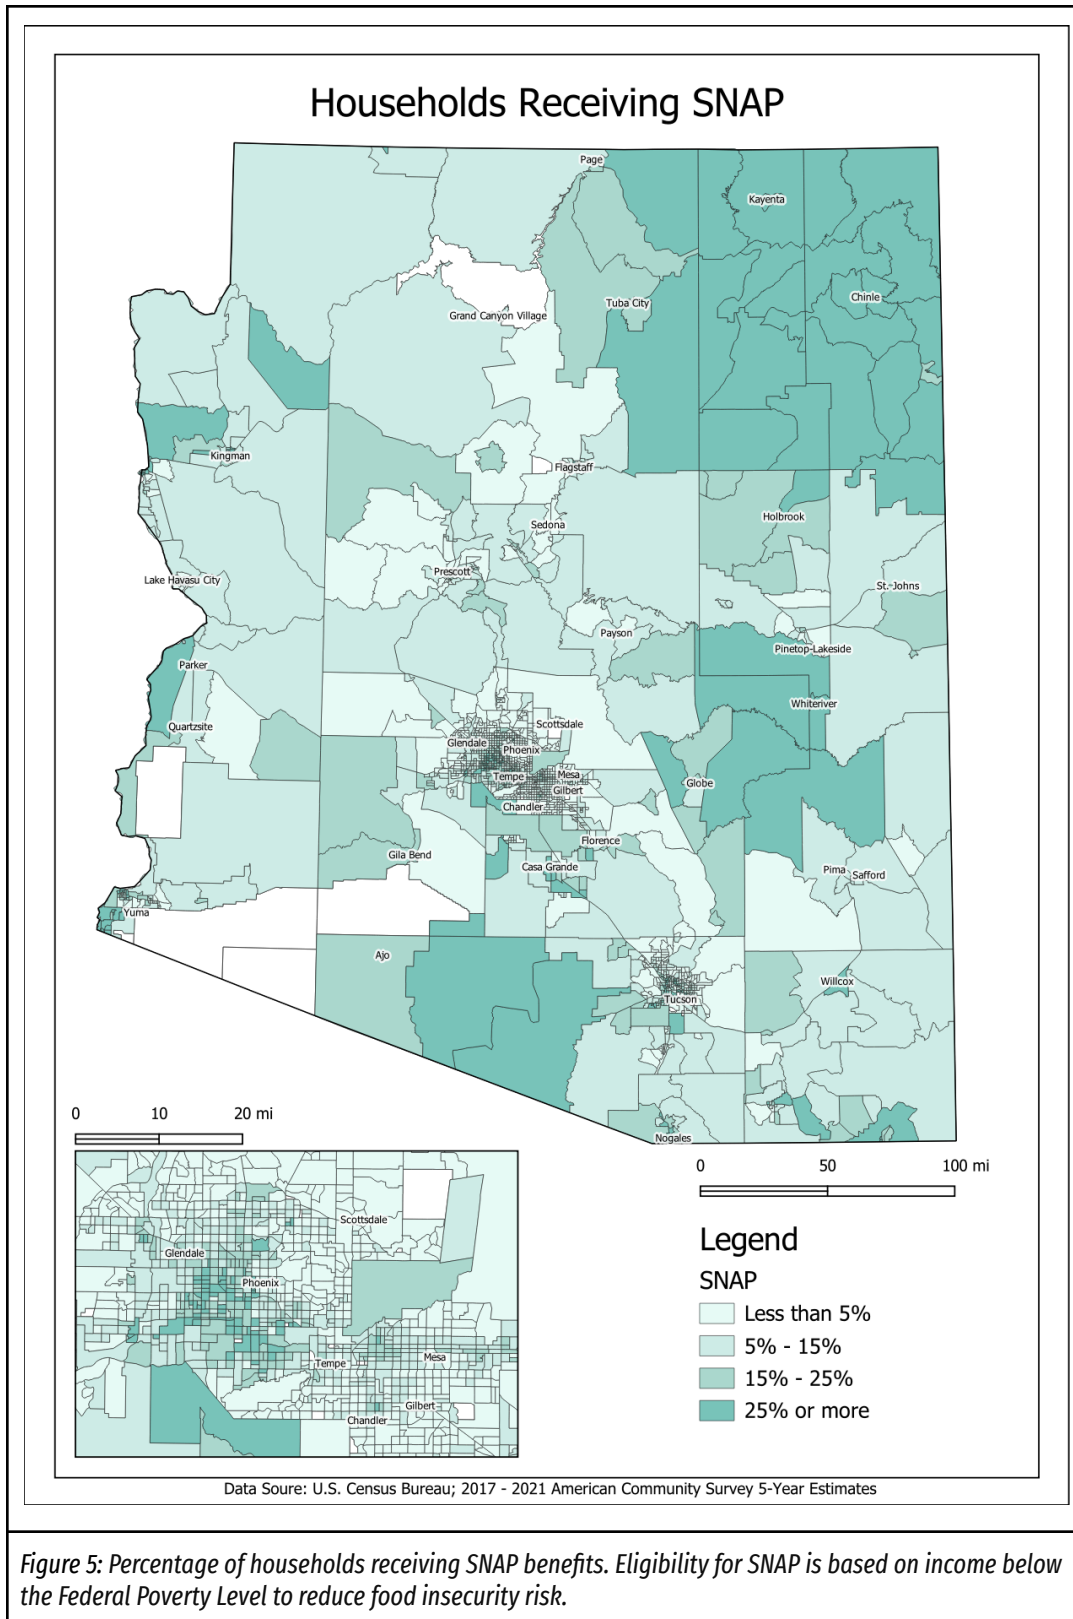 Households Receiving SNAP
Page
Kayenta
Chinle
Tuba City
Grand Canyon Village
Kingman
Flagstaff
Holbrook
Sedona
Prescott
Lake Havasu City
St. Johns
Payson
Pinetop-Lakeside
Parker
Whiteriver
Quartzsite
Scottsdale
Glendale
Phoenix
Tempe
Mesa
Gilbert
Globe
Chandler
Florence
Gila Bend
Casa Grande
Pima
Safford
Yuma
Ajo
Willcox
Tucson
Nogales
0 10 20 mi
0 50 100 mi
Scottsdale
Glendale
Phoenix
Tempe
Mesa
Gilbert
Chandler
Legend
SNAP
Less than 5%
5% - 15%
15% - 25%
25% or more
Data Soure: U.S. Census Bureau; 2017 - 2021 American Community Survey 5-Year Estimates
Figure 5: Percentage of households receiving SNAP benefits. Eligibility for SNAP is based on income below
the Federal Poverty Level to reduce food insecurity risk.